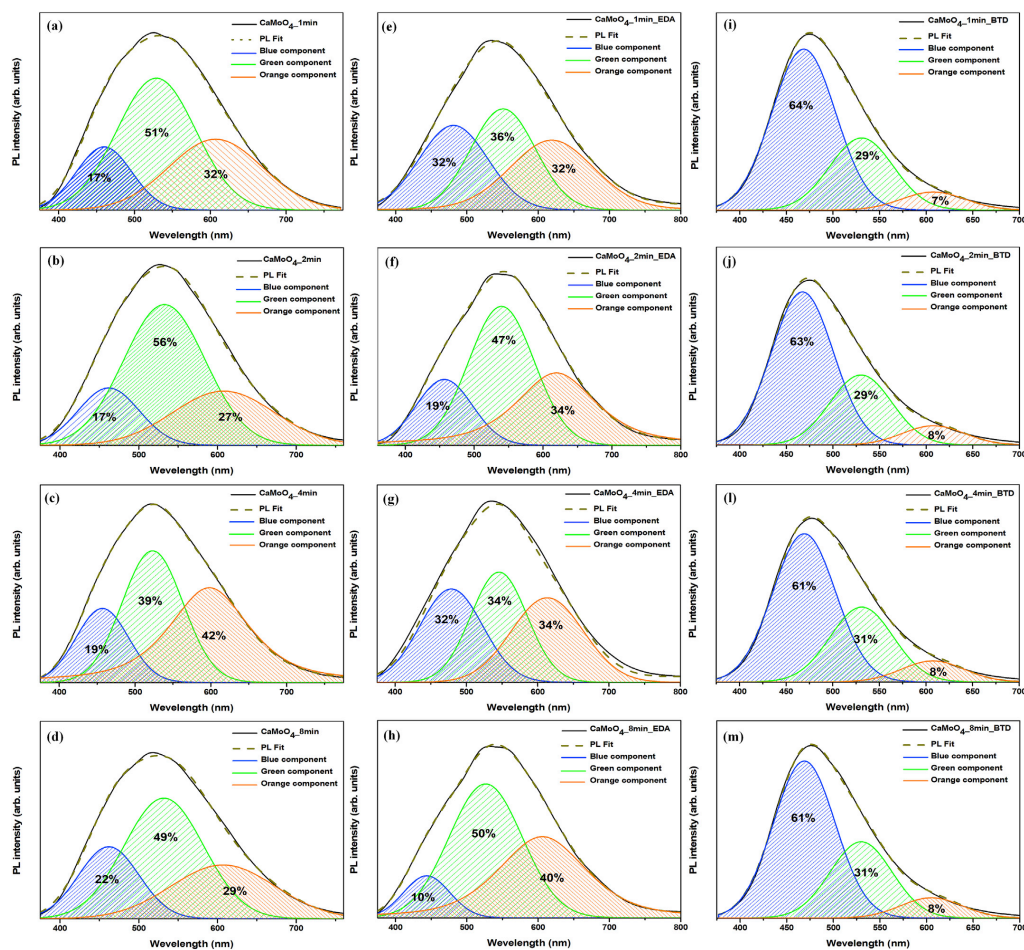 (a)
CaMoO4_1min
PL Fit
Blue component
Green component
Orange component
17%
51%
32%
PL intensity (arb. units)
400 500 600 700
Wavelength (nm)
(e)
CaMoO4_1min_EDA
PL Fit
Blue component
Green component
Orange component
32%
36%
32%
PL intensity (arb. units)
400 500 600 700 800
Wavelength (nm)
(i)
CaMoO4_1min_BTD
PL Fit
Blue component
Green component
Orange component
64%
29%
7%
PL intensity (arb. units)
400 450 500 550 600 650 700
Wavelength (nm)
(b)
CaMoO4_2min
PL Fit
Blue component
Green component
Orange component
17%
56%
27%
PL intensity (arb. units)
400 500 600 700
Wavelength (nm)
(f)
CaMoO4_2min_EDA
PL Fit
Blue component
Green component
Orange component
19%
47%
34%
PL intensity (arb. units)
400 500 600 700 800
Wavelength (nm)
(j)
CaMoO4_2min_BTD
PL Fit
Blue component
Green component
Orange component
63%
29%
8%
PL intensity (arb. units)
400 450 500 550 600 650 700
Wavelength (nm)
(c)
CaMoO4_4min
PL Fit
Blue component
Green component
Orange component
19%
39%
42%
PL intensity (arb. units)
400 500 600 700
Wavelength (nm)
(g)
CaMoO4_4min_EDA
PL Fit
Blue component
Green component
Orange component
32%
34%
34%
PL intensity (arb. units)
400 500 600 700 800
Wavelength (nm)
(l)
CaMoO4_4min_BTD
PL Fit
Blue component
Green component
Orange component
61%
31%
8%
PL intensity (arb. units)
400 450 500 550 600 650 700
Wavelength (nm)
(d)
CaMoO4_8min
PL Fit
Blue component
Green component
Orange component
22%
49%
29%
PL intensity (arb. units)
400 500 600 700
Wavelength (nm)
(h)
CaMoO4_8min_EDA
PL Fit
Blue component
Green component
Orange component
10%
50%
40%
PL intensity (arb. units)
400 500 600 700 800
Wavelength (nm)
(m)
CaMoO4_8min_BTD
PL Fit
Blue component
Green component
Orange component
61%
31%
8%
PL intensity (arb. units)
400 450 500 550 600 650 700
Wavelength (nm)